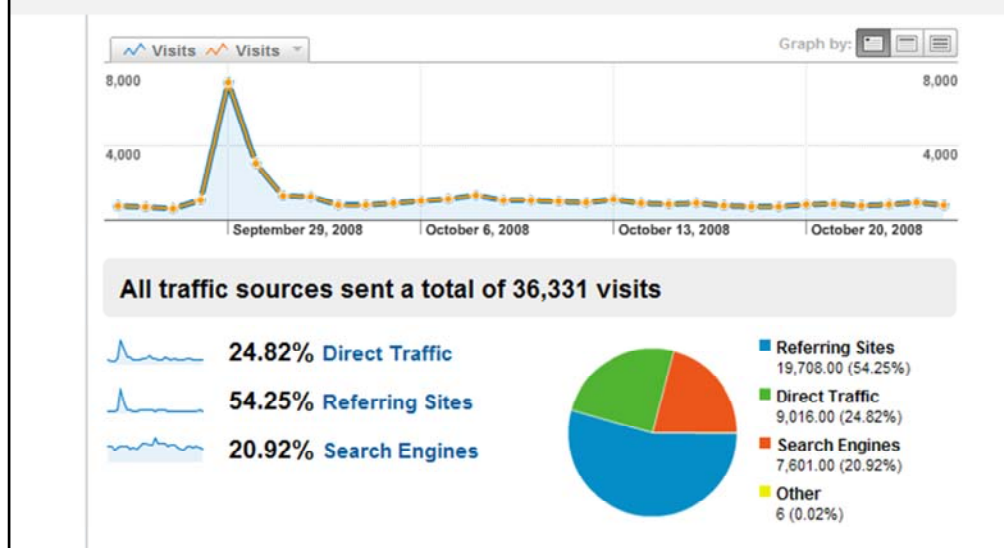 Visits Visits
Graph by:
8,000 8,000
4,000 4,000
September 29, 2008 October 6, 2008 October 13, 2008 October 20, 2008
All traffic sources sent a total of 36,331 visits
24.82% Direct Traffic
54.25% Referring Sites
20.92% Search Engines
Referring Sites
19,708.00 (54.25%)
Direct Traffic
9,016.00 (24.82%)
Search Engines
7,601.00 (20.92%)
Other
6 (0.02%)